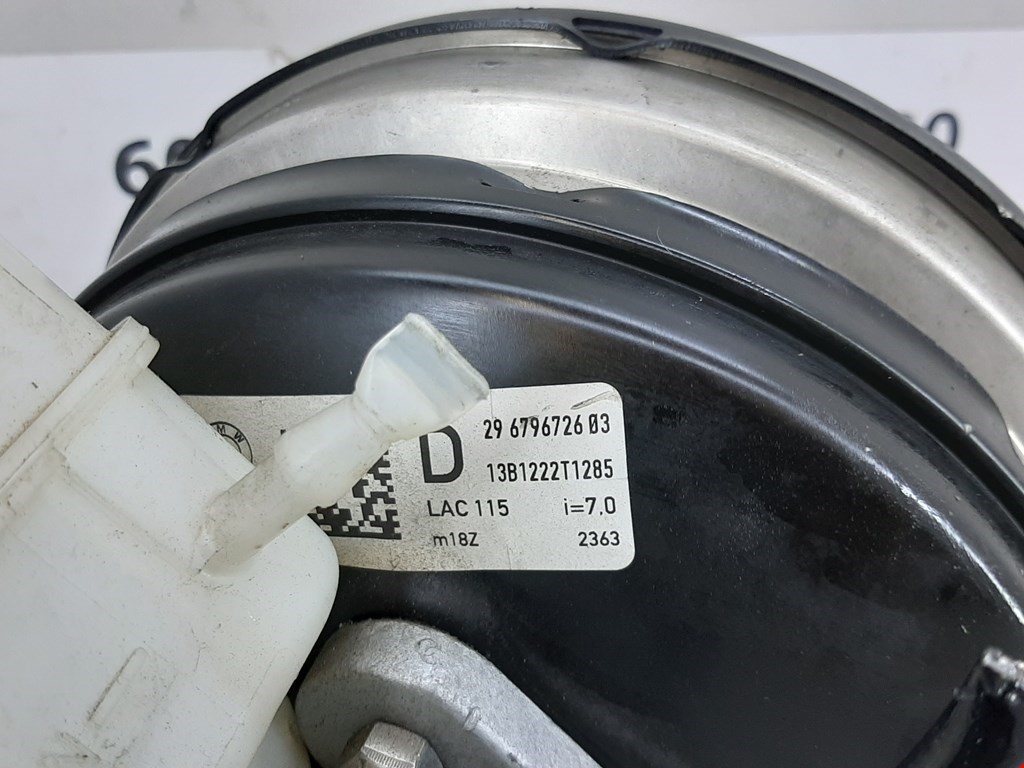 D
29 6796726 03
13B1222T1285
LAC 115 i=7,0
m18Z 2363